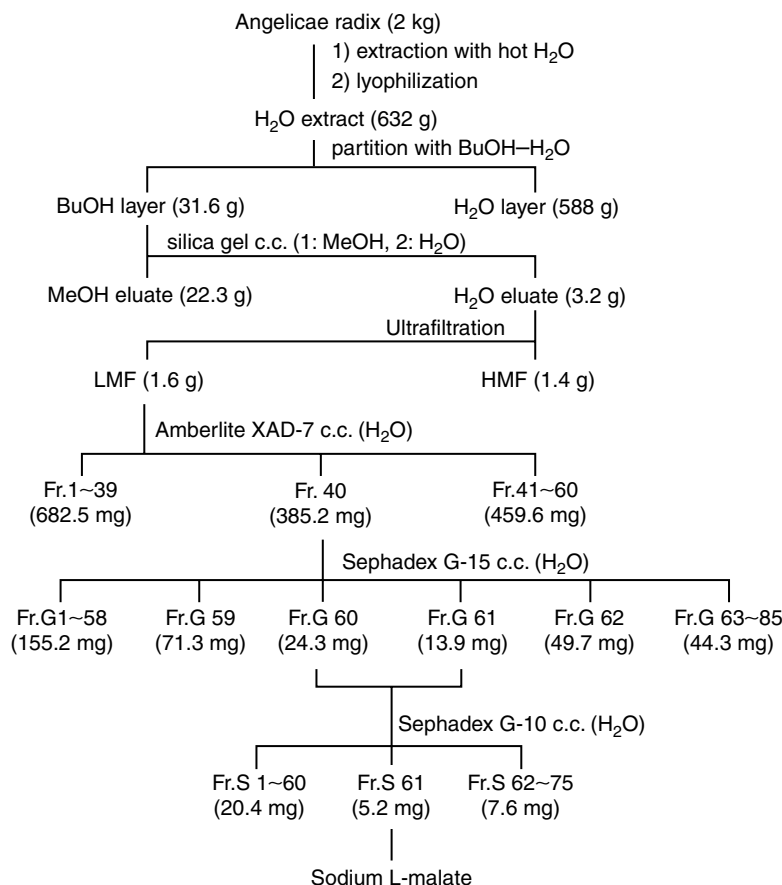 Angelicae radix (2 kg)
1) extraction with hot H₂O
2) lyophilization
H₂O extract (632 g)
partition with BuOH–H₂O
BuOH layer (31.6 g) H₂O layer (588 g)
silica gel c.c. (1: MeOH, 2: H₂O)
MeOH eluate (22.3 g) H₂O eluate (3.2 g)
Ultrafiltration
LMF (1.6 g) HMF (1.4 g)
Amberlite XAD-7 c.c. (H₂O)
Fr.1~39 Fr. 40 Fr.41~60
(682.5 mg) (385.2 mg) (459.6 mg)
Sephadex G-15 c.c. (H₂O)
Fr.G1~58 Fr.G 59 Fr.G 60 Fr.G 61 Fr.G 62 Fr.G 63~85
(155.2 mg) (71.3 mg) (24.3 mg) (13.9 mg) (49.7 mg) (44.3 mg)
Sephadex G-10 c.c. (H₂O)
Fr.S 1~60 Fr.S 61 Fr.S 62~75
(20.4 mg) (5.2 mg) (7.6 mg)
Sodium L-malate